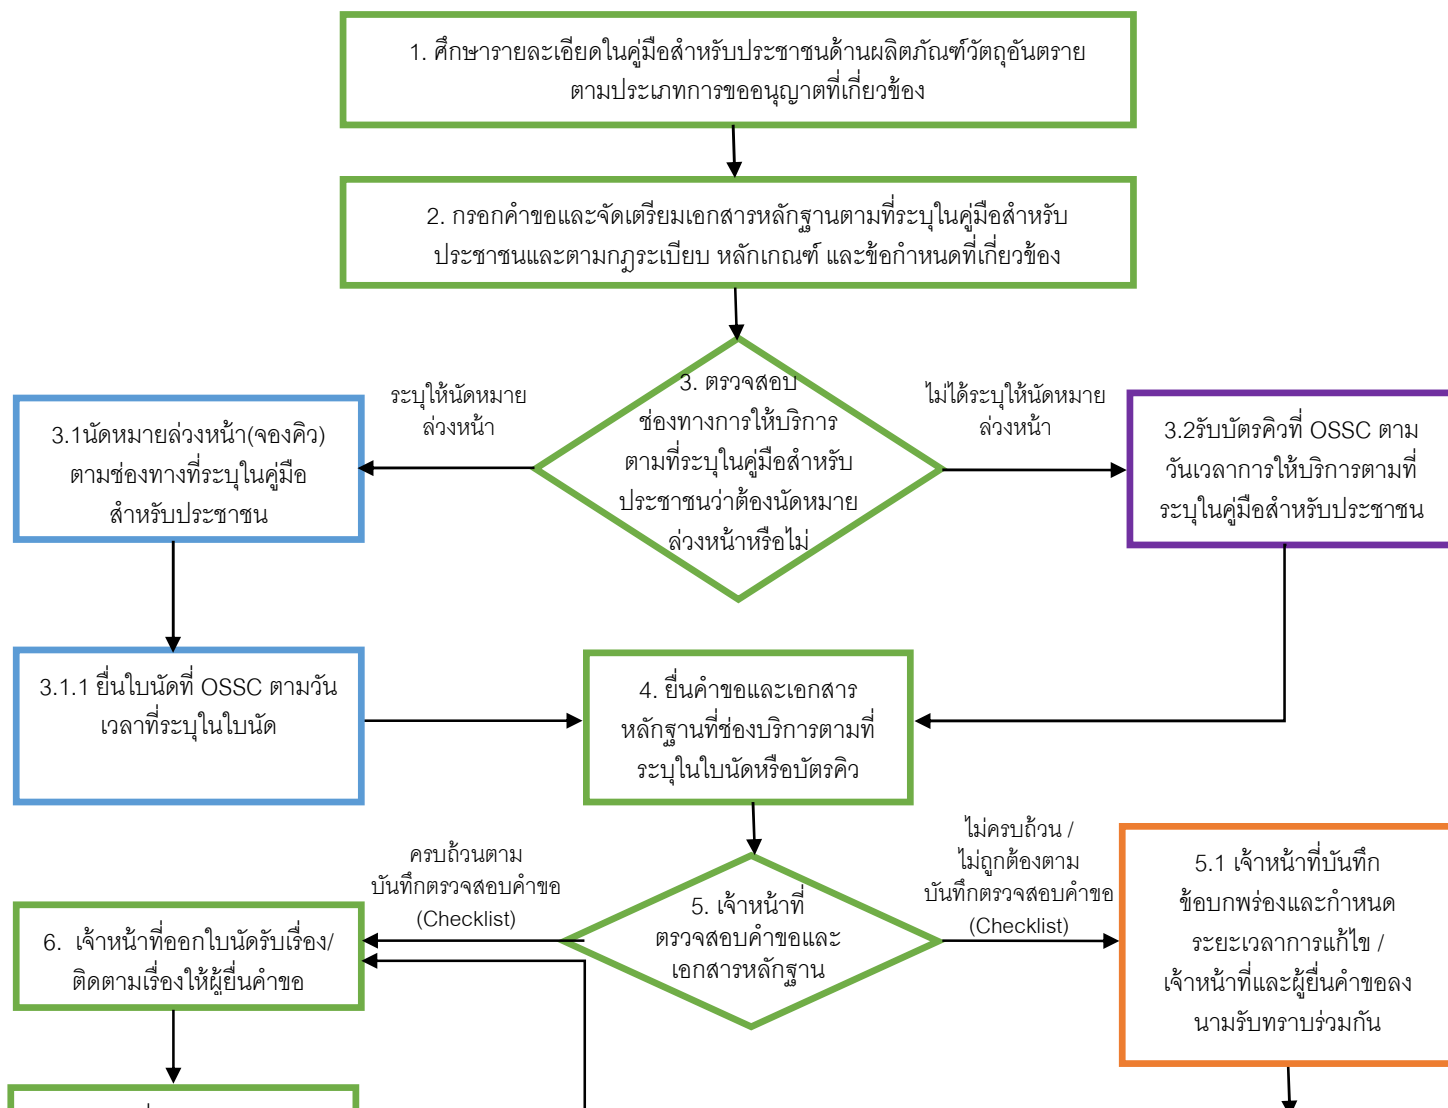 1. ศึกษารายละเอียดในคู่มือสำหรับประชาชนด้านผลิตภัณฑ์วัตถุอันตราย
ตามประเภทการขออนุญาตที่เกี่ยวข้อง
2. กรอกคำขอและจัดเตรียมเอกสารหลักฐานตามที่ระบุในคู่มือสำหรับ
ประชาชนและตามกฎระเบียบ หลักเกณฑ์ และข้อกำหนดที่เกี่ยวข้อง
3. ตรวจสอบ
ช่องทางการให้บริการ
ตามที่ระบุในคู่มือสำหรับ
ประชาชนว่าต้องนัดหมาย
ล่วงหน้าหรือไม่
ระบุให้นัดหมาย
ล่วงหน้า
ไม่ได้ระบุให้นัดหมาย
ล่วงหน้า
3.1นัดหมายล่วงหน้า(จองคิว)
ตามช่องทางที่ระบุในคู่มือ
สำหรับประชาชน
3.2รับบัตรคิวที่ OSSC ตาม
วันเวลาการให้บริการตามที่
ระบุในคู่มือสำหรับประชาชน
3.1.1 ยื่นใบนัดที่ OSSC ตามวัน
เวลาที่ระบุในใบนัด
4. ยื่นคำขอและเอกสาร
หลักฐานที่ช่องบริการตามที่
ระบุในใบนัดหรือบัตรคิว
ครบถ้วนตาม
บันทึกตรวจสอบคำขอ
(Checklist)
ไม่ครบถ้วน /
ไม่ถูกต้องตาม
บันทึกตรวจสอบคำขอ
(Checklist)
5. เจ้าหน้าที่
ตรวจสอบคำขอและ
เอกสารหลักฐาน
5.1 เจ้าหน้าที่บันทึก
ข้อบกพร่องและกำหนด
ระยะเวลาการแก้ไข /
เจ้าหน้าที่และผู้ยื่นคำขอลง
นามรับทราบร่วมกัน
6. เจ้าหน้าที่ออกใบนัดรับเรื่อง/
ติดตามเรื่องให้ผู้ยื่นคำขอ